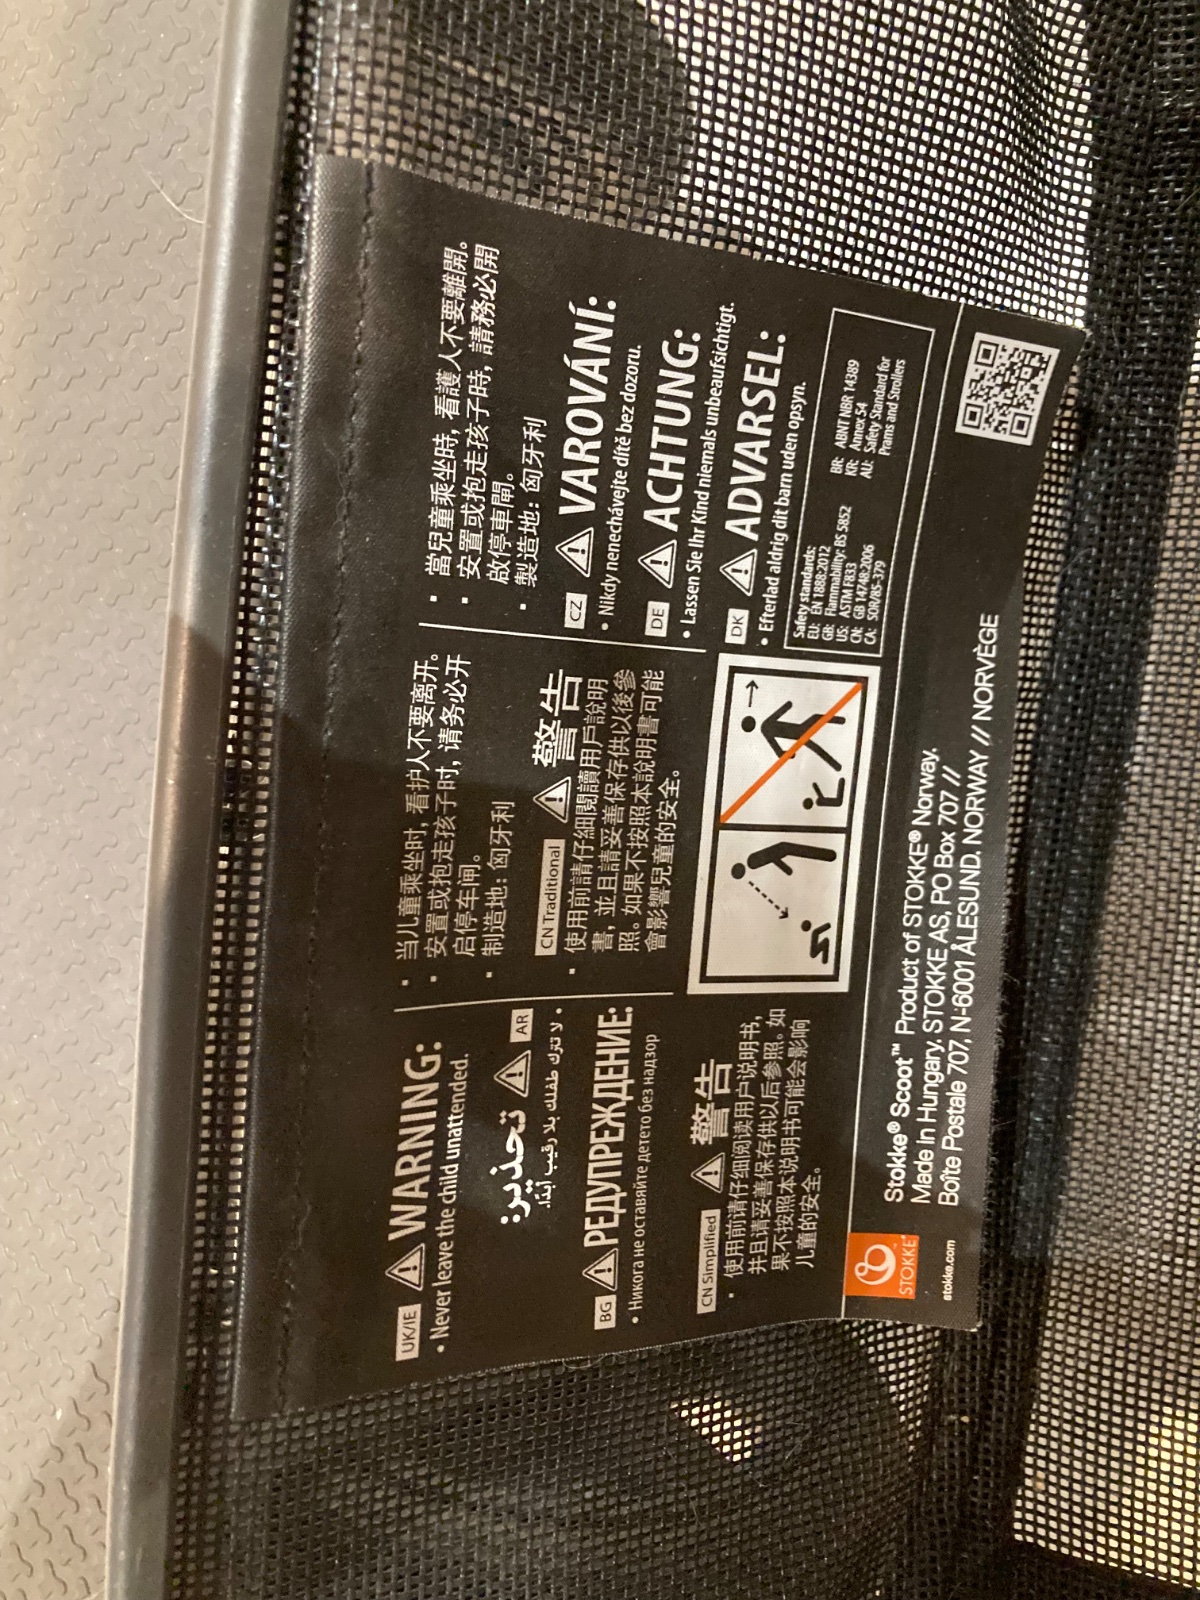 UK/IE WARNING:
• Never leave the child unattended.
تحذير: AR
• لا تترك طفلك بلا رقيب أبدًا.
BG РЕДУПРЕЖДЕНИЕ:
• Никога не оставяйте детето без надзор
CN Simplified 警告
• 使用前请仔细阅读用户说明书,
并且请妥善保存供以后参照。如
果不按照本说明书可能会影响
儿童的安全。
• 当儿童乘坐时, 看护人不要离开。
• 安置或抱走孩子时, 请务必开
启停车闸。
• 制造地: 匈牙利
CN Traditional 警告
• 使用前請仔細閱讀用戶說明
書, 並且請妥善保存供以後參
照。如果不按照本說明書可能
會影響兒童的安全。
• 當兒童乘坐時, 看護人不要離開。
• 安置或抱走孩子時, 請務必開
啟停車閘。
• 製造地: 匈牙利
CZ VAROVÁNÍ:
• Nikdy nenechávejte dítě bez dozoru.
DE ACHTUNG:
• Lassen Sie Ihr Kind niemals unbeaufsichtigt.
DK ADVARSEL:
• Efterlad aldrig dit barn uden opsyn.
Safety standards:
EU: EN 1888:2012
GB: Flammability: BS 5852
US: ASTM F833
CN: GB 14748:2006
CA: SOR/85-379
BR: ABNT NBR 14389
KR: Annex 54
AU: Safety Standard for
Prams and Strollers
STOKKE®
stokke.com
Stokke® Scoot™ Product of STOKKE® Norway.
Made in Hungary. STOKKE AS, PO Box 707 //
Boîte Postale 707, N-6001 ÅLESUND, NORWAY // NORVÈGE